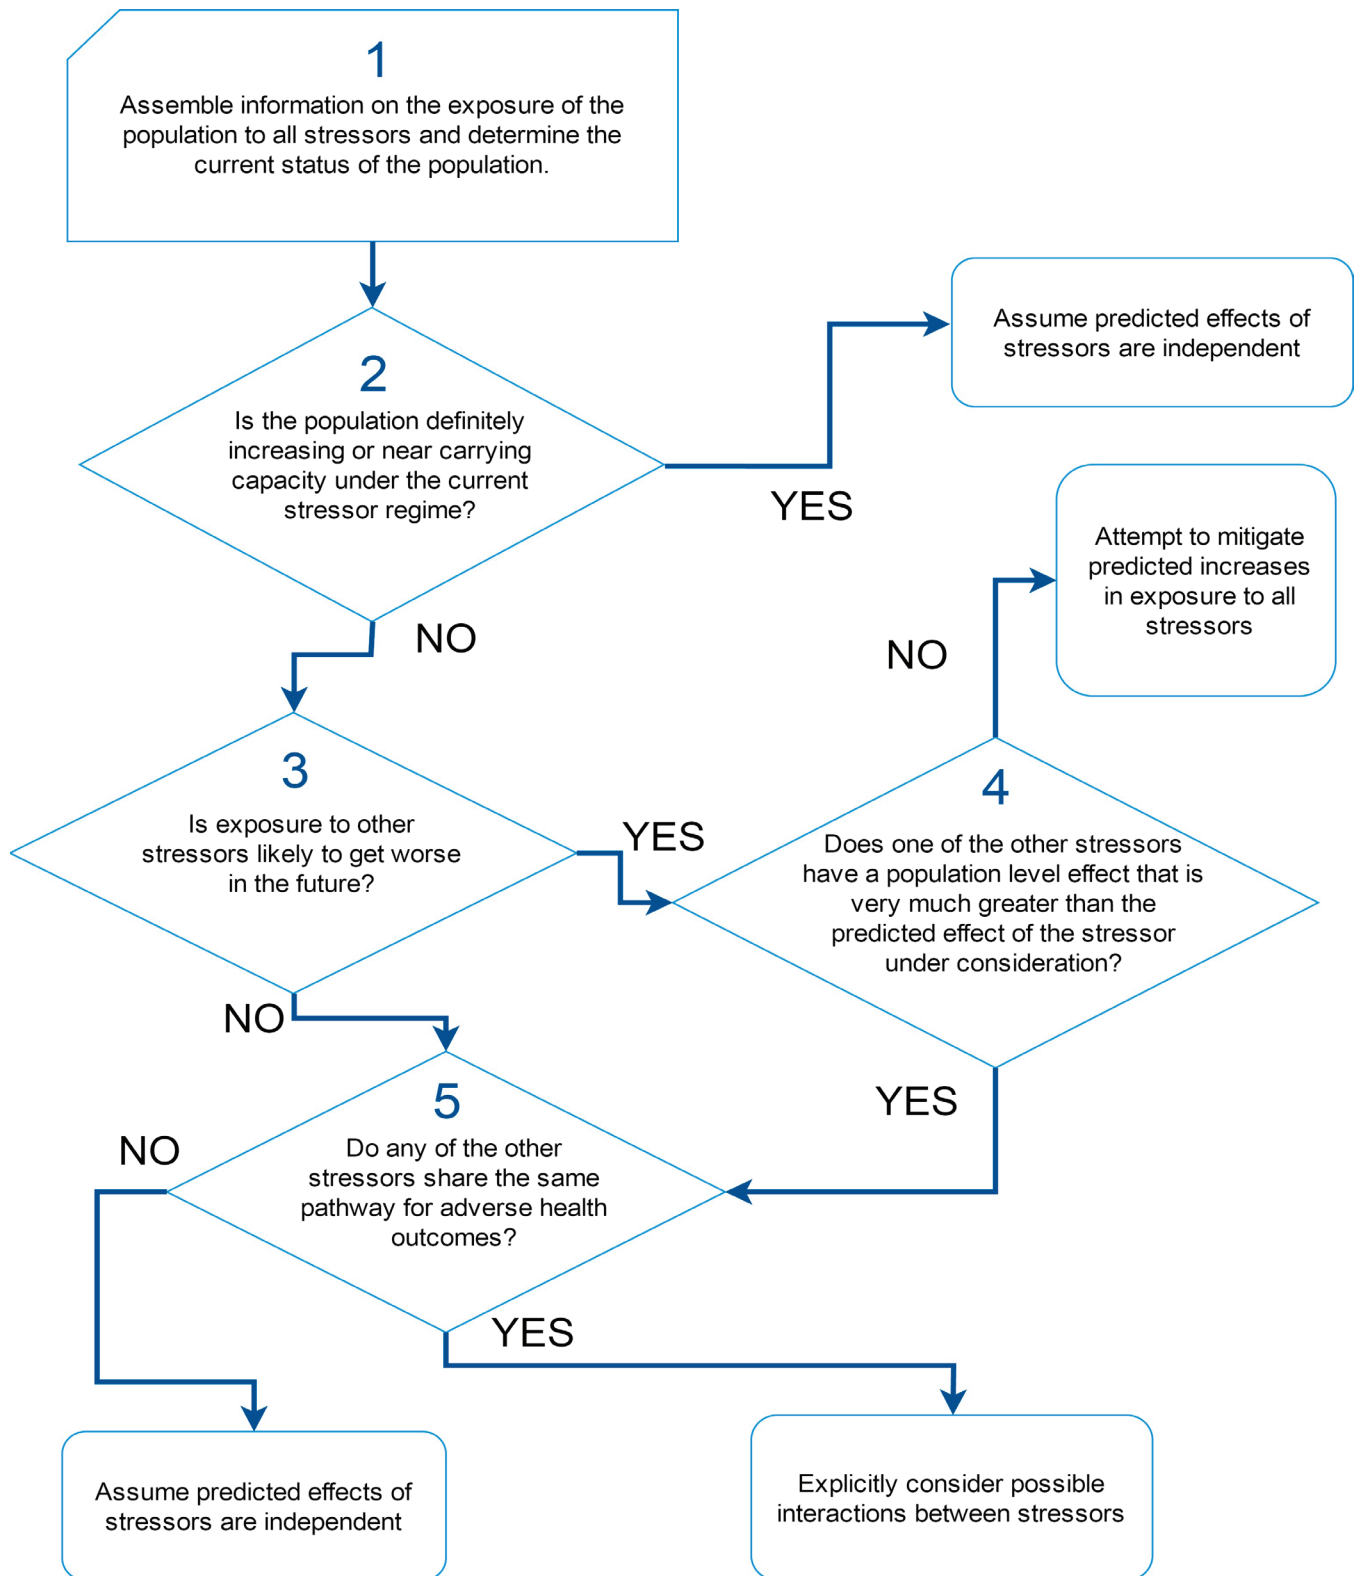 1
Assemble information on the exposure of the
population to all stressors and determine the
current status of the population.
2
Is the population definitely
increasing or near carrying
capacity under the current
stressor regime?
YES
Assume predicted effects of
stressors are independent
NO
3
Is exposure to other
stressors likely to get worse
in the future?
YES
4
Does one of the other stressors
have a population level effect that is
very much greater than the
predicted effect of the stressor
under consideration?
NO
Attempt to mitigate
predicted increases
in exposure to all
stressors
YES
NO
5
Do any of the other
stressors share the same
pathway for adverse health
outcomes?
NO
Assume predicted effects of
stressors are independent
YES
Explicitly consider possible
interactions between stressors